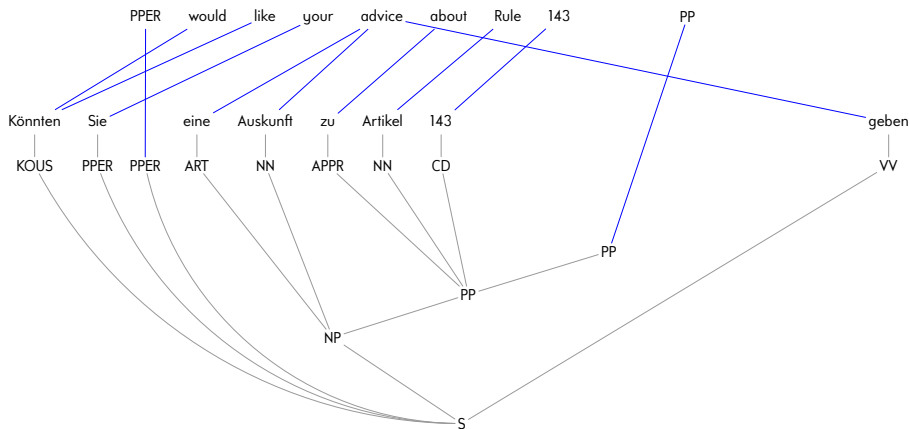 PPER would like your advice about Rule 143 PP
Könnten Sie eine Auskunft zu Artikel 143 geben
KOUS PPER PPER ART NN APPR NN CD VV
PP
PP
NP
S